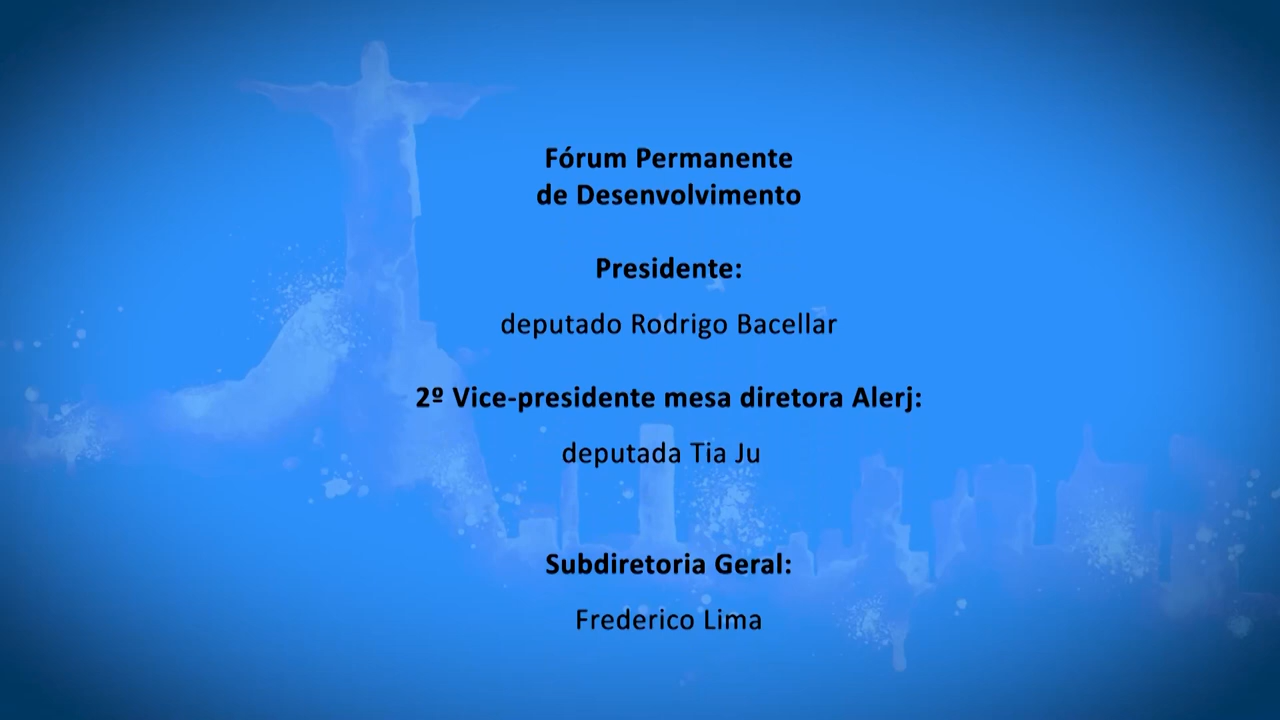 Fórum Permanente
de Desenvolvimento
Presidente:
deputado Rodrigo Bacellar
2º Vice-presidente mesa diretora Alerj:
deputada Tia Ju
Subdiretoria Geral:
Frederico Lima